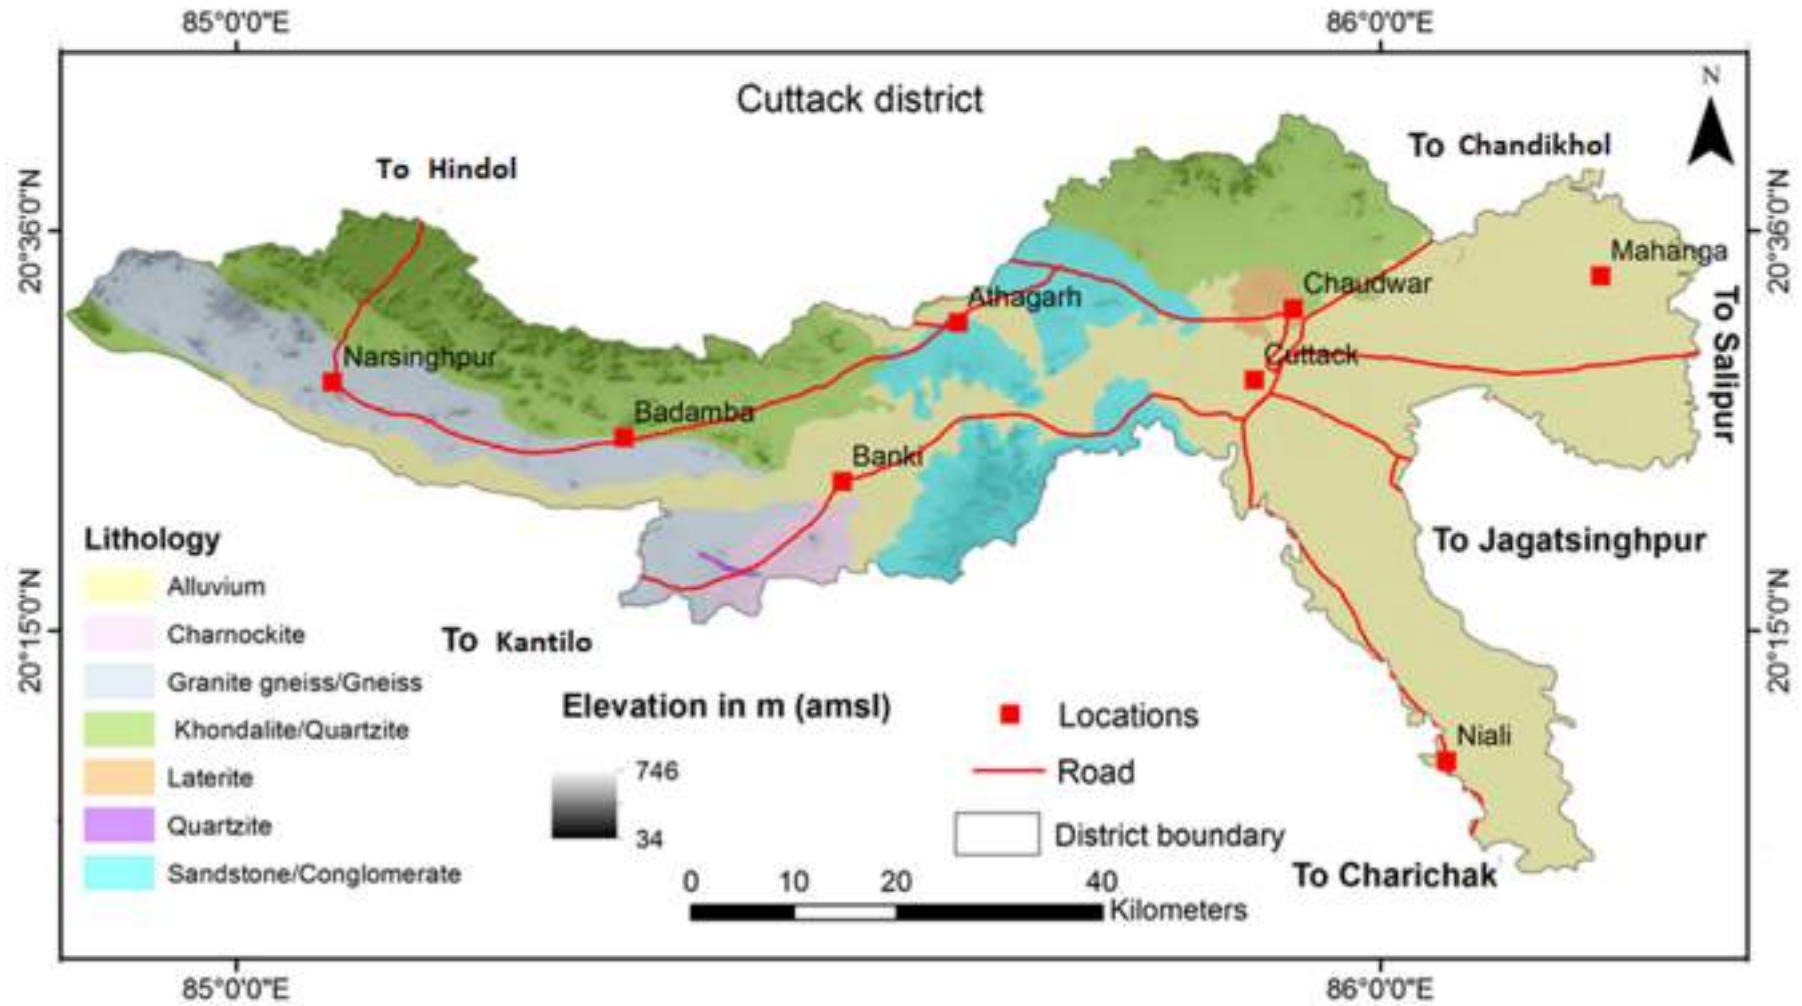 85°0'0"E
86°0'0"E
Cuttack district
N
To Hindol
To Chandikhol
20°36'0"N
20°36'0"N
Mahanga
Chaudwar
Athagarh
To Salipur
Narsinghpur
Cuttack
Badamba
Banki
Lithology
Alluvium
Charnockite
Granite gneiss/Gneiss
Khondalite/Quartzite
Laterite
Quartzite
Sandstone/Conglomerate
To Jagatsinghpur
20°15'0"N
20°15'0"N
To Kantilo
Elevation in m (amsl)
746
34
Locations
Road
District boundary
Niali
To Charichak
0 10 20 40
Kilometers
85°0'0"E
86°0'0"E